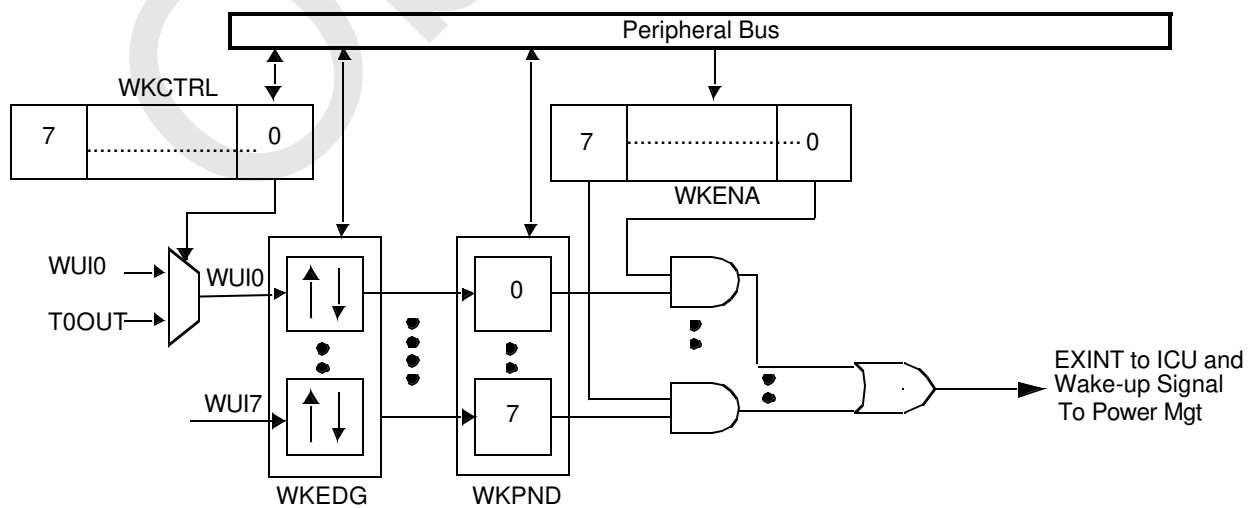 Peripheral Bus
WKCTRL
7 0
7 0
WKENA
WUI0
WUI0
T0OUT
0
WUI7
7
EXINT to ICU and
Wake-up Signal
To Power Mgt
WKEDG
WKPND